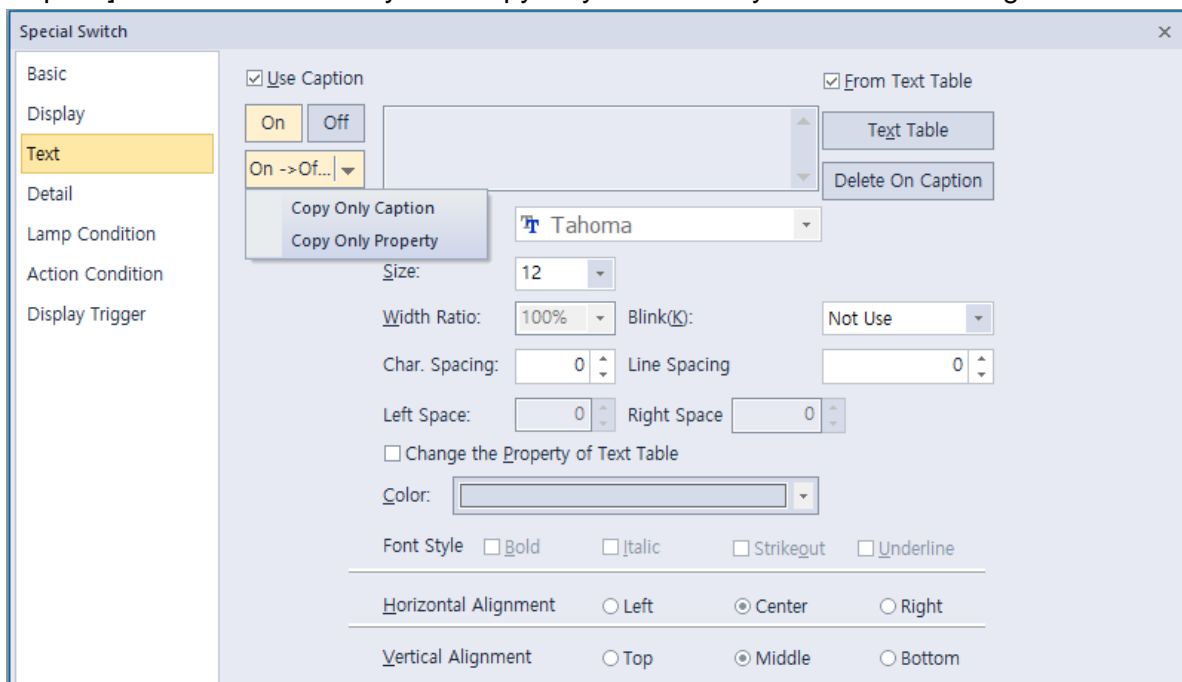 Special Switch
Basic
Display
Text
Detail
Lamp Condition
Action Condition
Display Trigger
Use Caption
From Text Table
On Off
Text Table
On ->Of...
Delete On Caption
Copy Only Caption
Copy Only Property
Tahoma
Size: 12
Width Ratio: 100% Blink(K): Not Use
Char. Spacing: 0 Line Spacing 0
Left Space: 0 Right Space 0
Change the Property of Text Table
Color:
Font Style Bold Italic Strikeout Underline
Horizontal Alignment Left Center Right
Vertical Alignment Top Middle Bottom